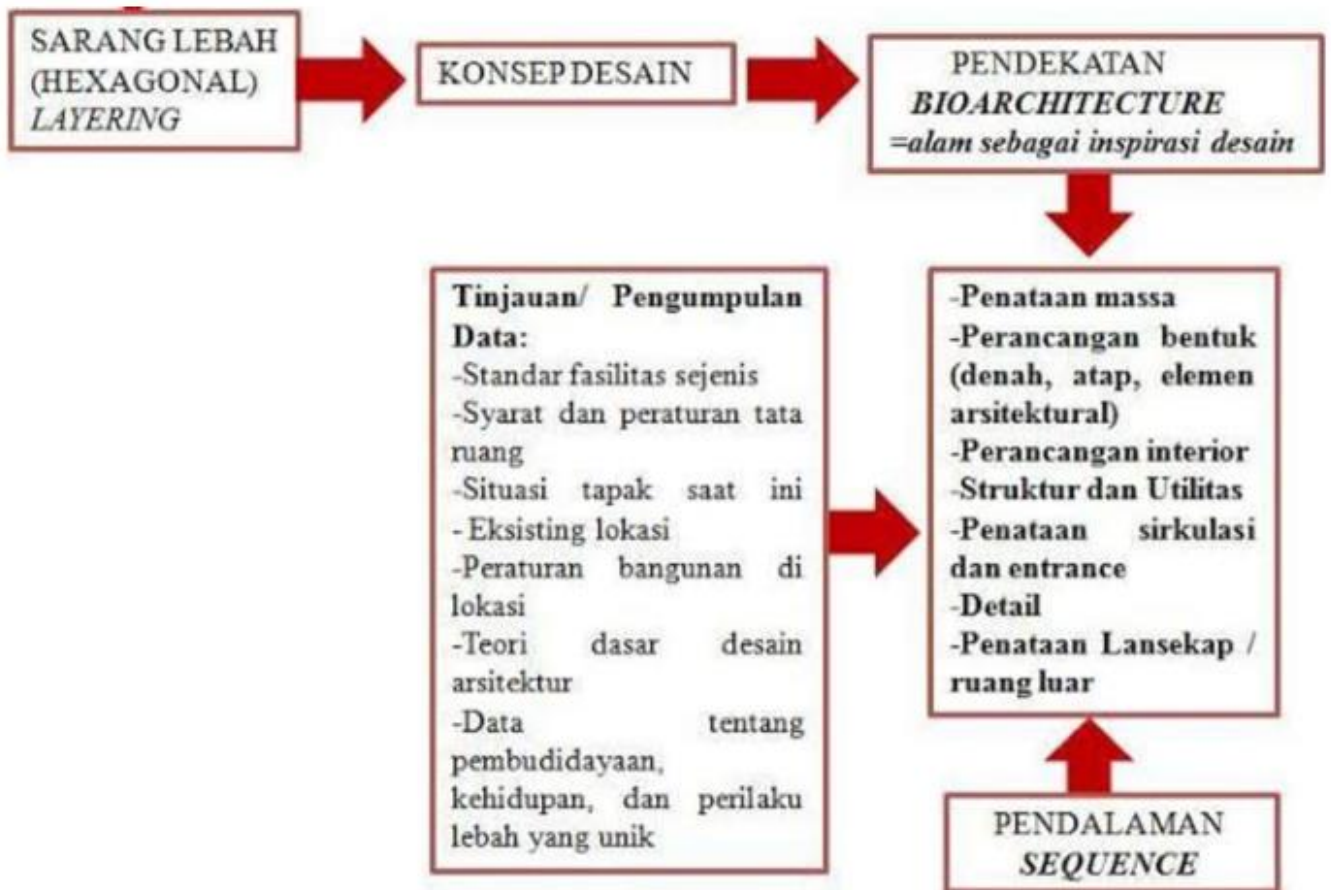 SARANG LEBAH
(HEXAGONAL)
LAYERING
KONSEP DESAIN
PENDEKATAN
BIOARCHITECTURE
=alam sebagai inspirasi desain
Tinjauan/ Pengumpulan
Data:
-Standar fasilitas sejenis
-Syarat dan peraturan tata
ruang
-Situasi tapak saat ini
- Eksisting lokasi
-Peraturan bangunan di
lokasi
-Teori dasar desain
arsitektur
-Data tentang
pembudidayaan,
kehidupan, dan perilaku
lebah yang unik
-Penataan massa
-Perancangan bentuk
(denah, atap, elemen
arsitektural)
-Perancangan interior
-Struktur dan Utilitas
-Penataan sirkulasi
dan entrance
-Detail
-Penataan Lansekap /
ruang luar
PENDALAMAN
SEQUENCE